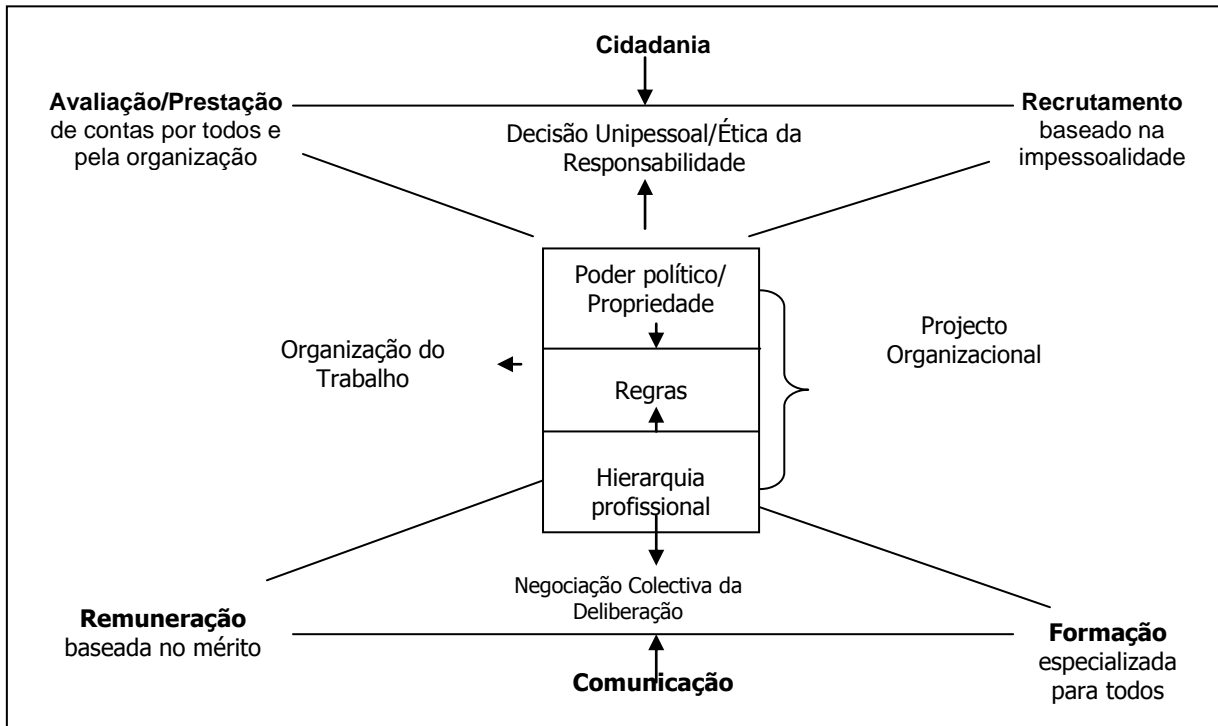 Cidadania
Avaliação/Prestação
de contas por todos e
pela organização
Recrutamento
baseado na
impessoalidade
Decisão Unipessoal/Ética da
Responsabilidade
Poder político/
Propriedade
Organização do
Trabalho
Projecto
Organizacional
Regras
Hierarquia
profissional
Negociação Colectiva da
Deliberação
Remuneração
baseada no mérito
Formação
especializada
para todos
Comunicação